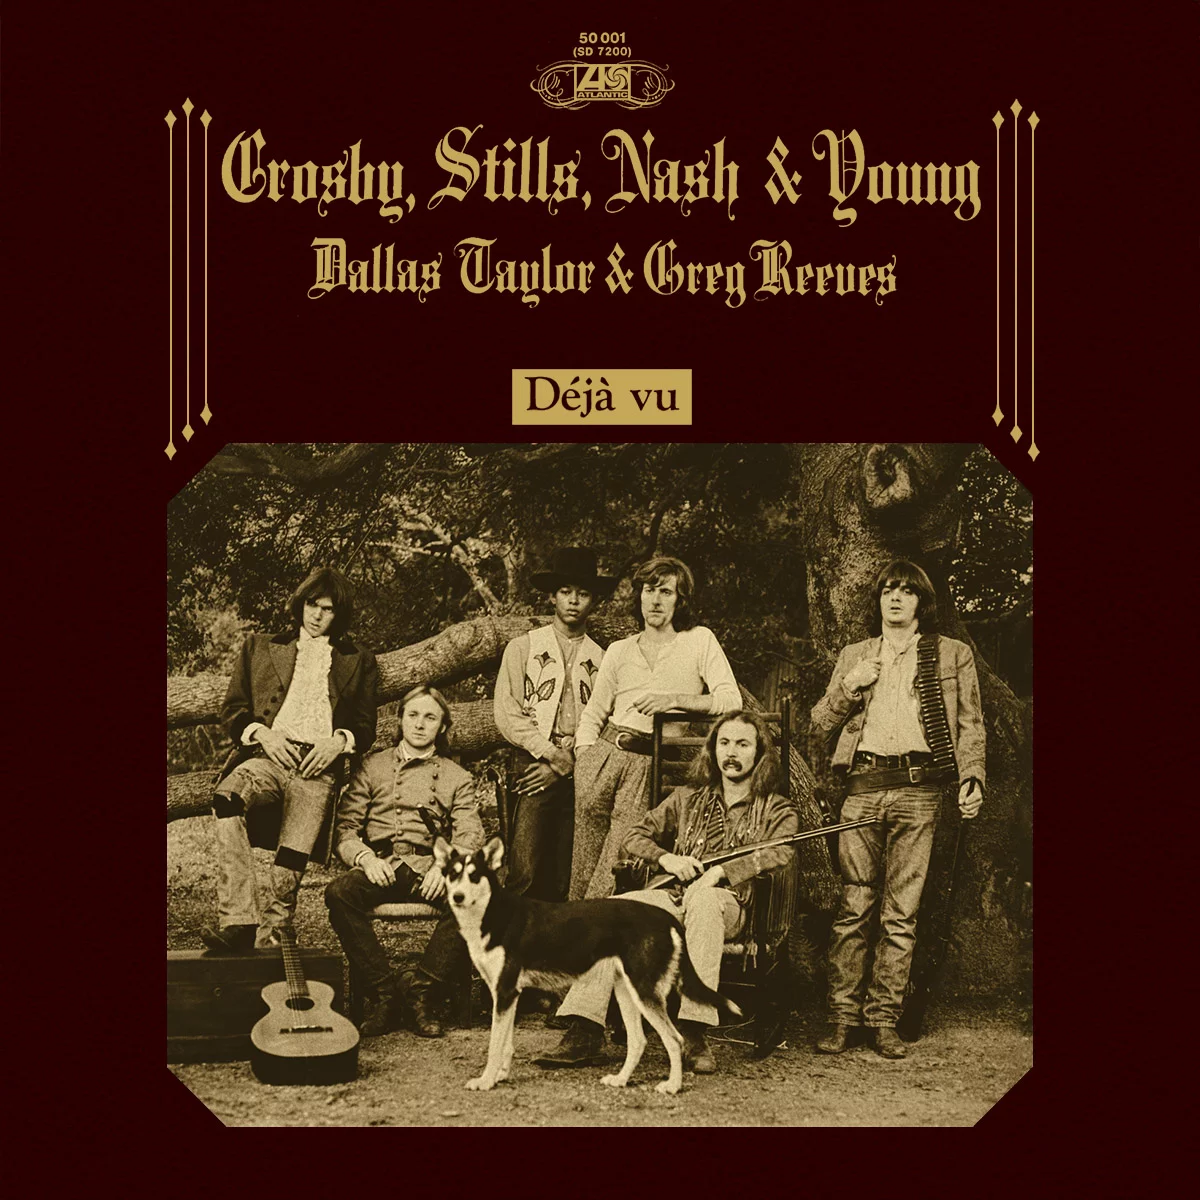 50 001
(SD 7200)
ATLANTIC
Crosby, Stills, Nash & Young
Dallas Taylor & Greg Reeves
Déjà vu